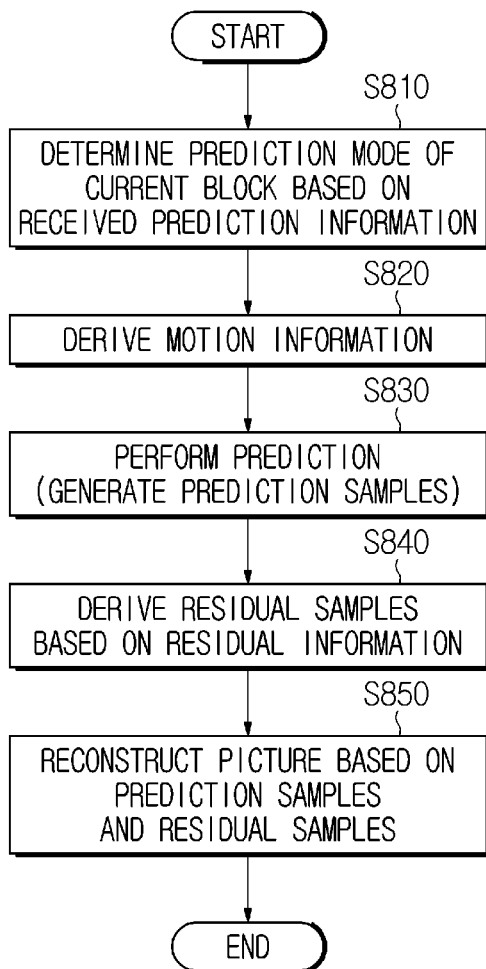 START
S810
DETERMINE PREDICTION MODE OF
CURRENT BLOCK BASED ON
RECEIVED PREDICTION INFORMATION
S820
DERIVE MOTION INFORMATION
S830
PERFORM PREDICTION
(GENERATE PREDICTION SAMPLES)
S840
DERIVE RESIDUAL SAMPLES
BASED ON RESIDUAL INFORMATION
S850
RECONSTRUCT PICTURE BASED ON
PREDICTION SAMPLES
AND RESIDUAL SAMPLES
END